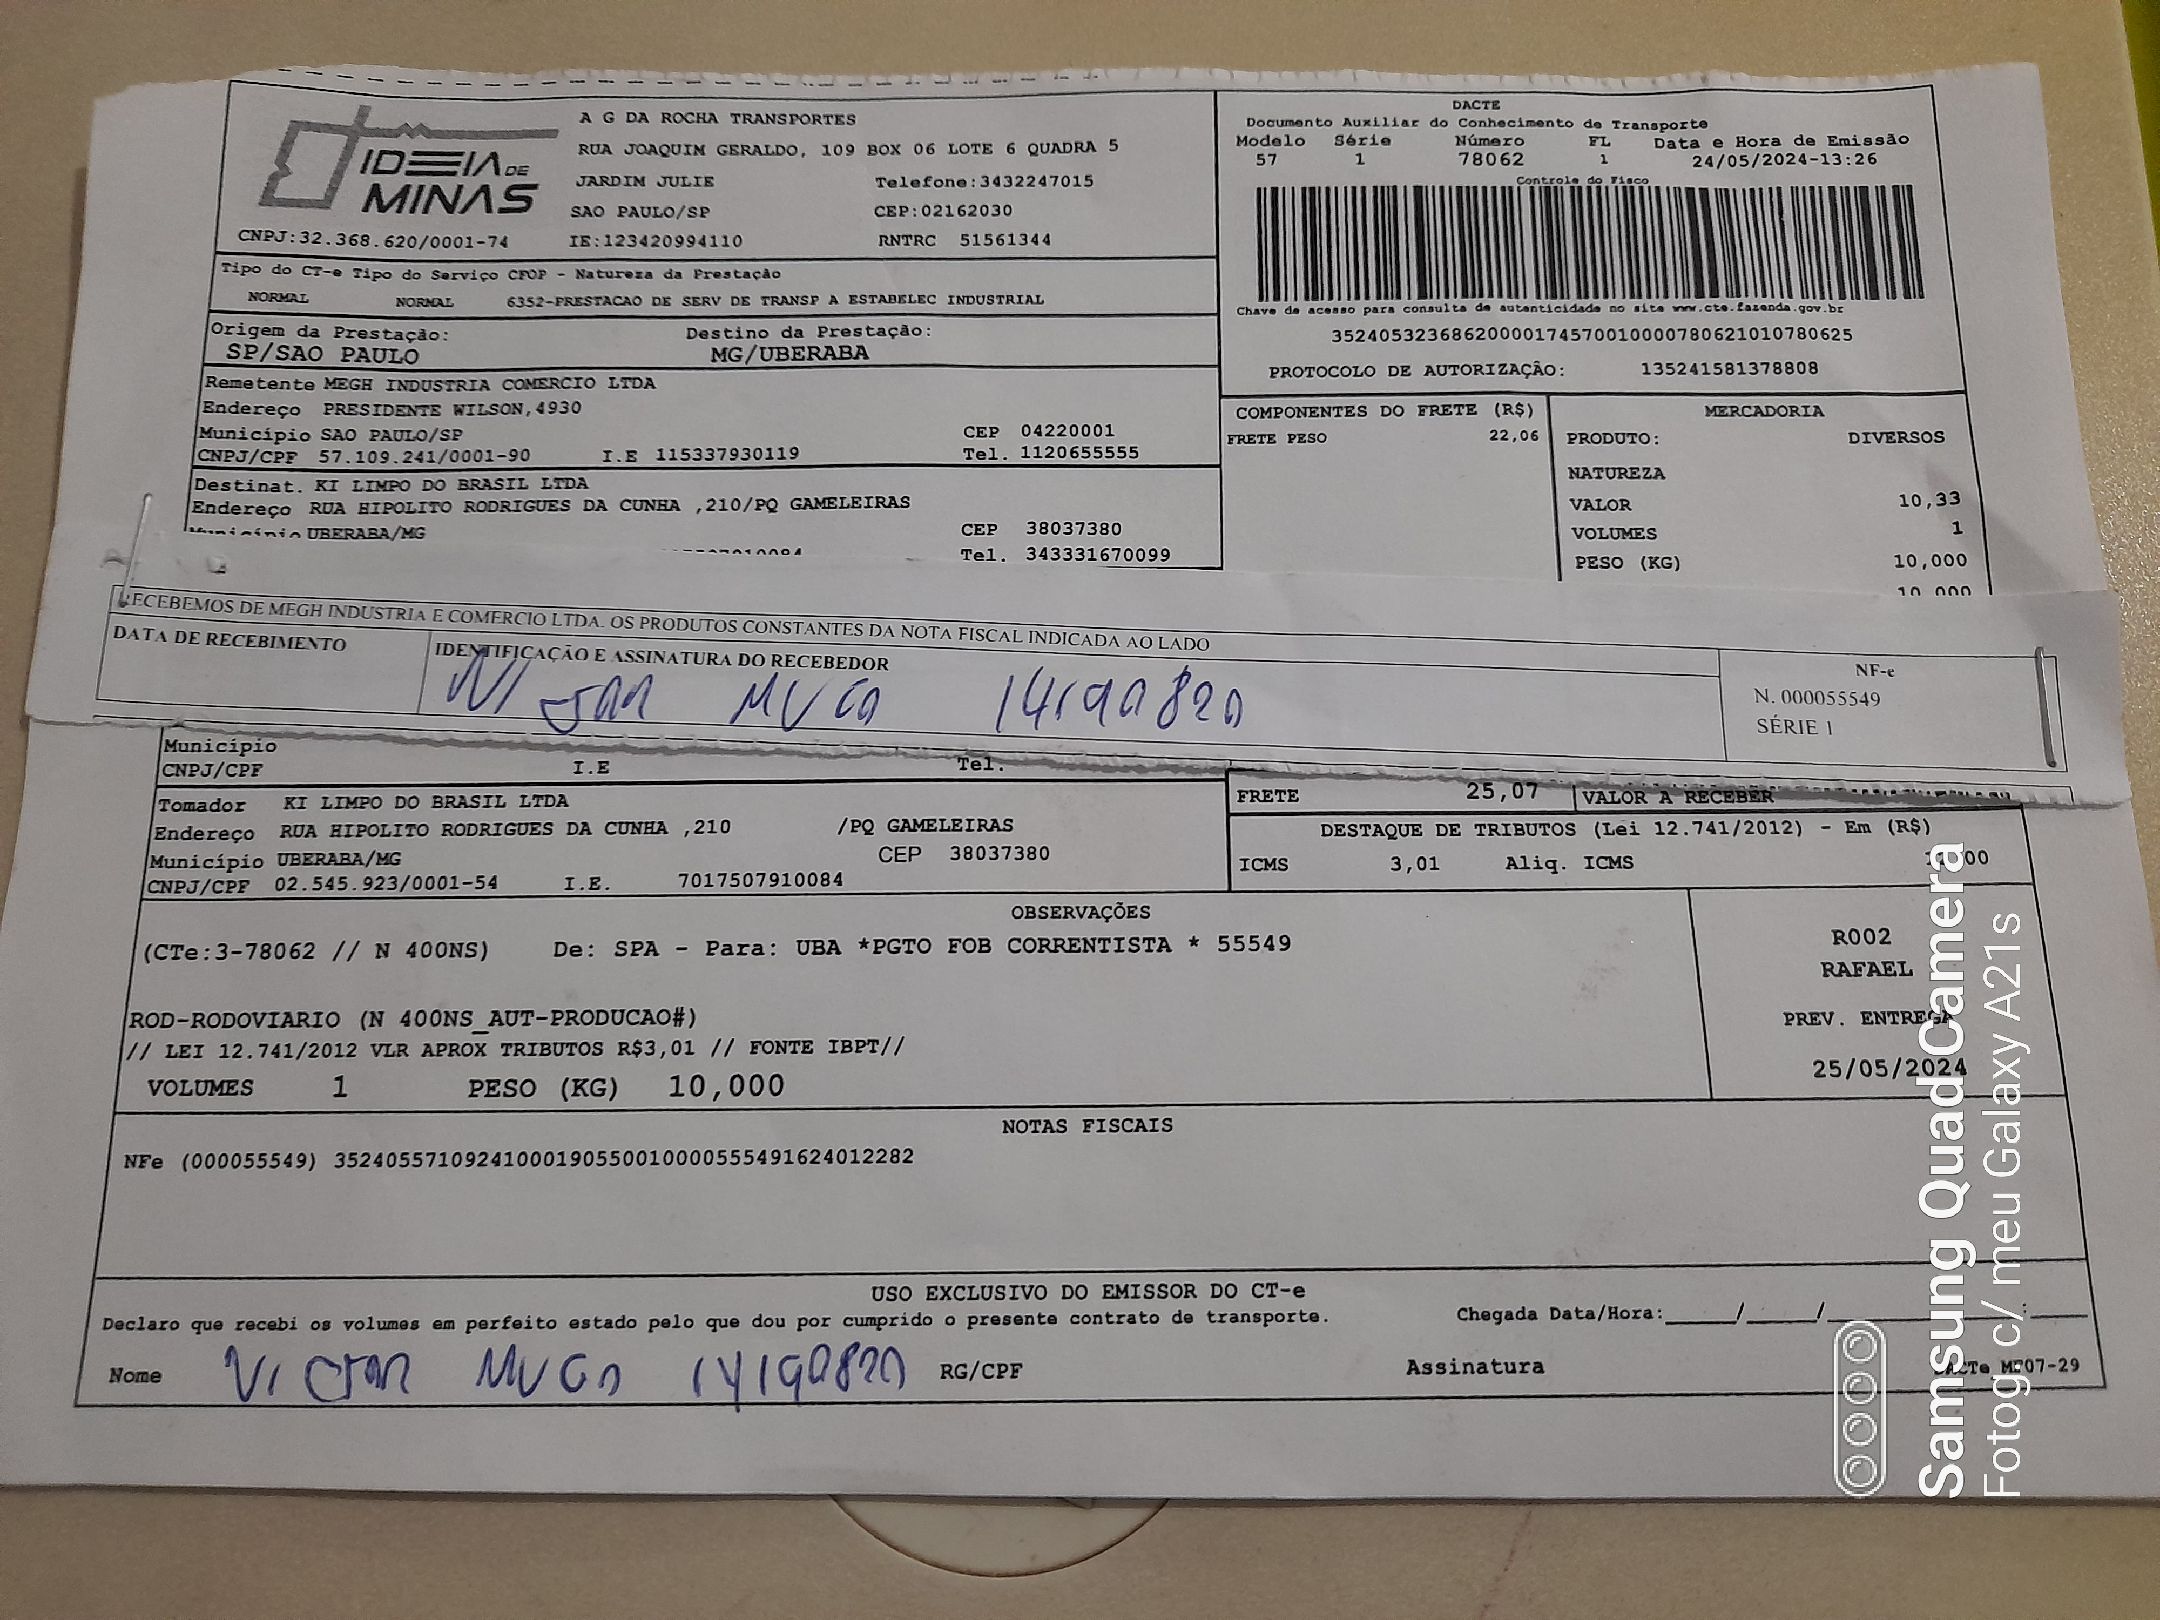 IDEIA DE MINAS
A G DA ROCHA TRANSPORTES
RUA JOAQUIM GERALDO, 109 BOX 06 LOTE 6 QUADRA 5
JARDIM JULIE Telefone:3432247015
SAO PAULO/SP CEP:02162030
CNPJ:32.368.620/0001-74 IE:123420994110 RNTRC 51561344
DACTE
Documento Auxiliar do Conhecimento de Transporte
Modelo Série Número FL Data e Hora de Emissão
57 1 78062 1 24/05/2024-13:26
Controle do Fisco
Chave de acesso para consulta de autenticidade no site www.cte.fazenda.gov.br
35240532368620000174570010000780621010780625
PROTOCOLO DE AUTORIZAÇÃO: 135241581378808
Tipo do CT-e Tipo do Serviço CFOP - Natureza da Prestação
NORMAL NORMAL 6352-PRESTACAO DE SERV DE TRANSP A ESTABELEC INDUSTRIAL
Origem da Prestação: Destino da Prestação:
SP/SAO PAULO MG/UBERABA
Remetente MEGH INDUSTRIA COMERCIO LTDA
Endereço PRESIDENTE WILSON,4930
Município SAO PAULO/SP CEP 04220001
CNPJ/CPF 57.109.241/0001-90 I.E 115337930119 Tel. 1120655555
Destinat. KI LIMPO DO BRASIL LTDA
Endereço RUA HIPOLITO RODRIGUES DA CUNHA ,210/PQ GAMELEIRAS
Município UBERABA/MG CEP 38037380
Tel. 343331670099
COMPONENTES DO FRETE (R$)
FRETE PESO 22,06
MERCADORIA
PRODUTO: DIVERSOS
NATUREZA
VALOR 10,33
VOLUMES 1
PESO (KG) 10,000
10,000
RECEBEMOS DE MEGH INDUSTRIA E COMERCIO LTDA. OS PRODUTOS CONSTANTES DA NOTA FISCAL INDICADA AO LADO
DATA DE RECEBIMENTO IDENTIFICAÇÃO E ASSINATURA DO RECEBEDOR
NF-e
N. 000055549
SÉRIE 1
Município
CNPJ/CPF I.E Tel.
Tomador KI LIMPO DO BRASIL LTDA
Endereço RUA HIPOLITO RODRIGUES DA CUNHA ,210 /PQ GAMELEIRAS
Município UBERABA/MG CEP 38037380
CNPJ/CPF 02.545.923/0001-54 I.E. 7017507910084
FRETE 25,07 VALOR A RECEBER
DESTAQUE DE TRIBUTOS (Lei 12.741/2012) - Em (R$)
ICMS 3,01 Aliq. ICMS
OBSERVAÇÕES
(CTe:3-78062 // N 400NS) De: SPA - Para: UBA *PGTO FOB CORRENTISTA * 55549
ROD-RODOVIARIO (N 400NS_AUT-PRODUCAO#)
// LEI 12.741/2012 VLR APROX TRIBUTOS R$3,01 // FONTE IBPT//
VOLUMES 1 PESO (KG) 10,000
R002
RAFAEL
PREV. ENTREGA
25/05/2024
NOTAS FISCAIS
NFe (000055549) 35240557109241000190550010000555491624012282
USO EXCLUSIVO DO EMISSOR DO CT-e
Declaro que recebi os volumes em perfeito estado pelo que dou por cumprido o presente contrato de transporte. Chegada Data/Hora:
Nome Victor RG/CPF Assinatura DACTe_M707-29
Samsung Quad Camera
Fotog. c/ meu Galaxy A21s